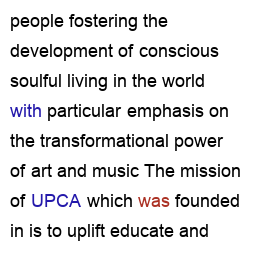 people fostering the
development of conscious
soulful living in the world
with particular emphasis on
the transformational power
of art and music The mission
of UPCA which was founded
in is to uplift educate and